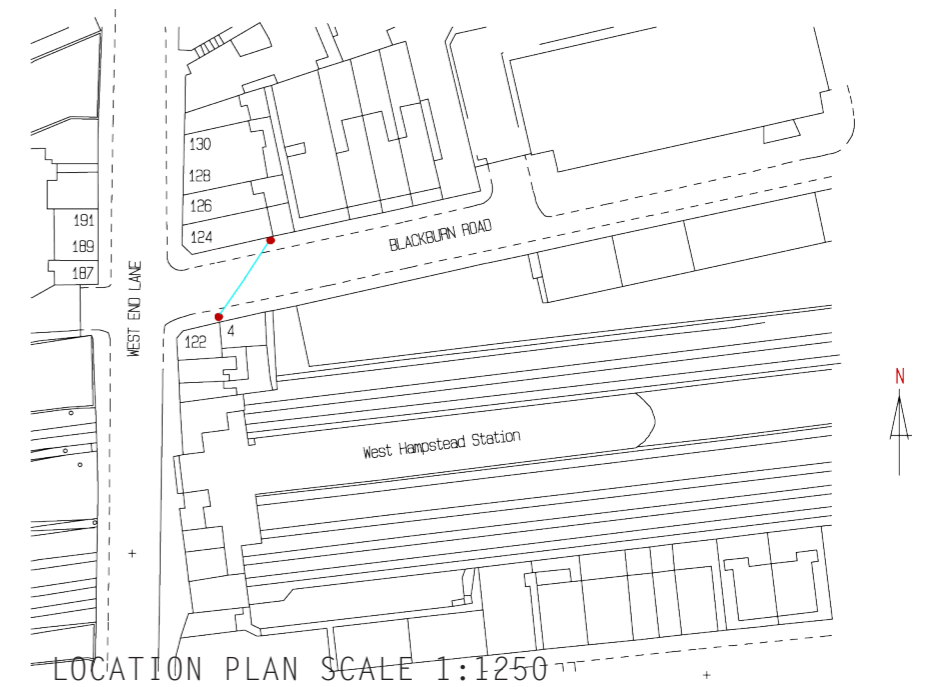 130
128
126
124
191
189
187
BLACKBURN ROAD
WEST END LANE
4
122
N
West Hampstead Station
LOCATION PLAN SCALE 1:1250